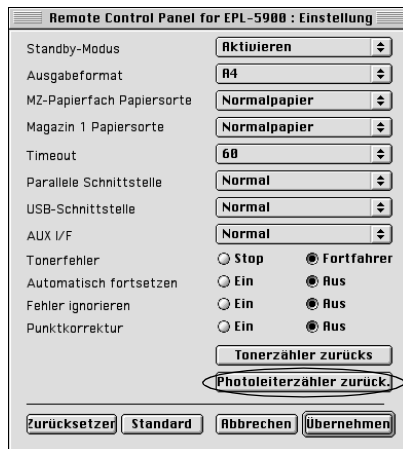 Remote Control Panel for EPL-5900 : Einstellung
Standby-Modus Aktivieren
Ausgabeformat A4
MZ-Papierfach Papiersorte Normalpapier
Magazin 1 Papiersorte Normalpapier
Timeout 60
Parallele Schnittstelle Normal
USB-Schnittstelle Normal
AUX I/F Normal
Tonerfehler Stop Fortfahrer
Automatisch fortsetzen Ein Aus
Fehler ignorieren Ein Aus
Punktkorrektur Ein Aus
Tonerzähler zurücks
Photoleiterzähler zurück.
Zurücksetzer Standard Abbrechen Übernehmen